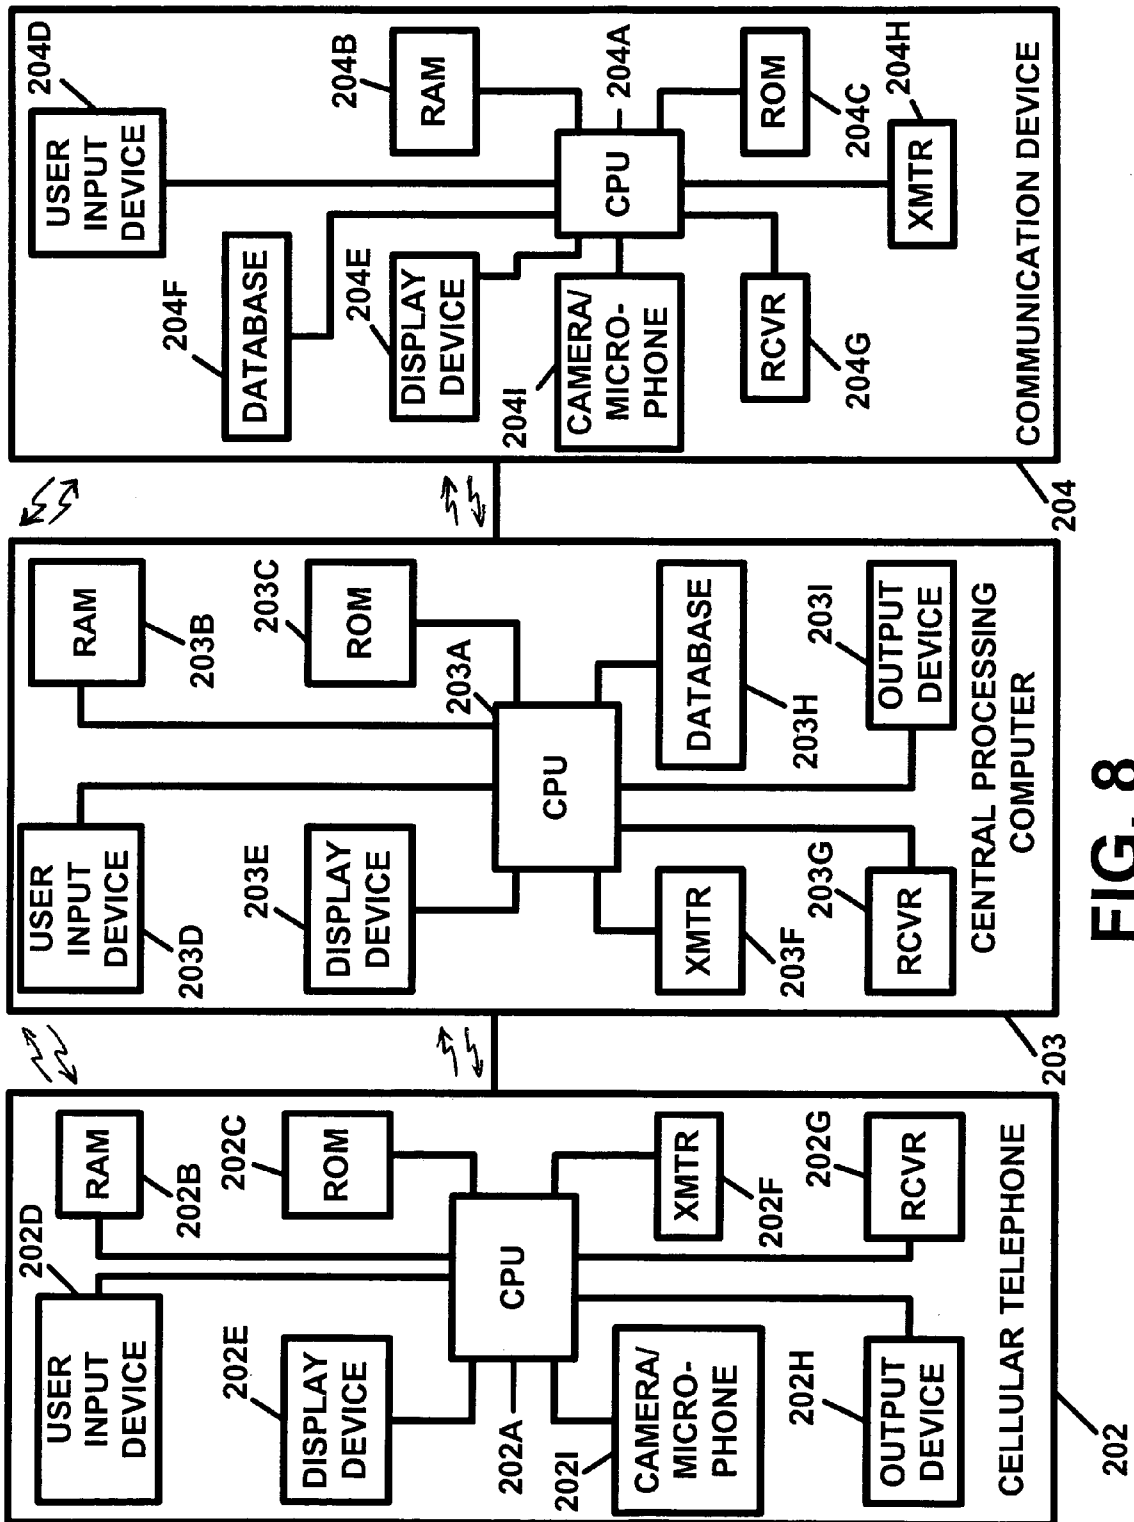 202D
USER
INPUT
DEVICE
RAM
202B
202E
DISPLAY
DEVICE
202C
ROM
CPU
202A
202I
CAMERA/
MICRO-
PHONE
XMTR
202F
202H
OUTPUT
DEVICE
202G
RCVR
CELLULAR TELEPHONE
202
USER
INPUT
DEVICE
203D
RAM
203B
203E
DISPLAY
DEVICE
203C
ROM
203A
CPU
XMTR
203F
DATABASE
203H
203G
RCVR
203I
OUTPUT
DEVICE
CENTRAL PROCESSING
COMPUTER
203
204D
USER
INPUT
DEVICE
204F
DATABASE
204B
RAM
204E
DISPLAY
DEVICE
204A
CPU
204I
CAMERA/
MICRO-
PHONE
ROM
204C
RCVR
204G
204H
XMTR
COMMUNICATION DEVICE
204
FIG. 8